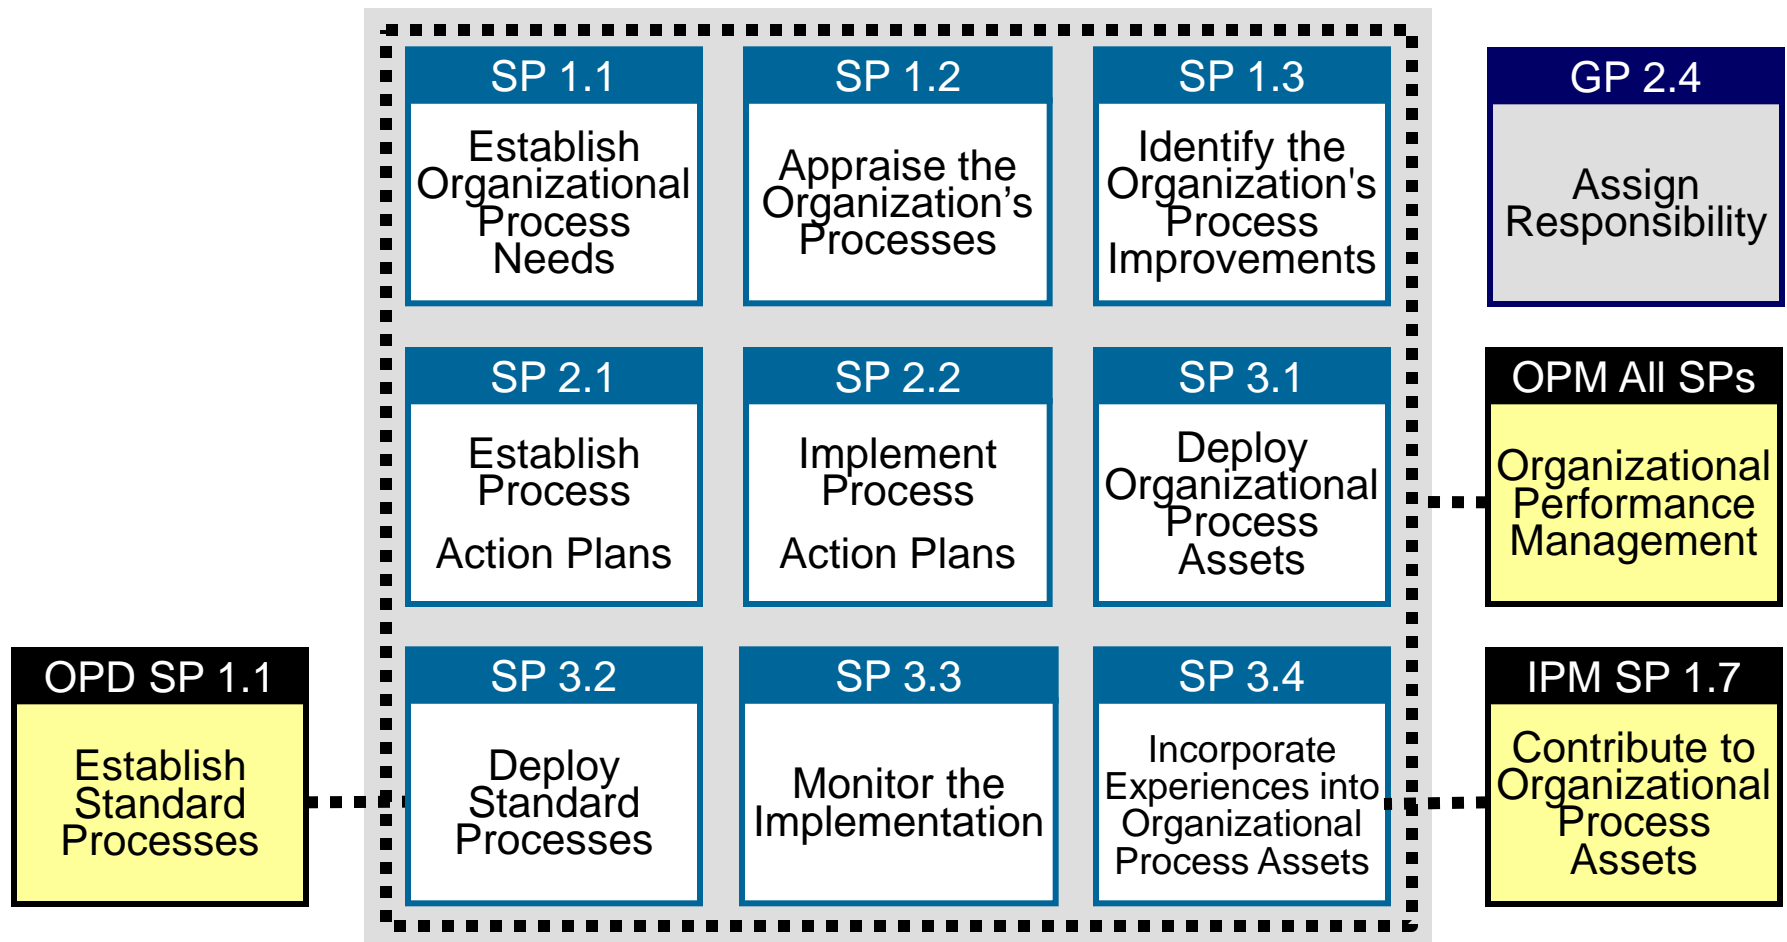 SP 1.1
Establish
Organizational
Process
Needs
SP 1.2
Appraise the
Organization’s
Processes
SP 1.3
Identify the
Organization's
Process
Improvements
GP 2.4
Assign
Responsibility
SP 2.1
Establish
Process
Action Plans
SP 2.2
Implement
Process
Action Plans
SP 3.1
Deploy
Organizational
Process
Assets
OPM All SPs
Organizational
Performance
Management
OPD SP 1.1
Establish
Standard
Processes
SP 3.2
Deploy
Standard
Processes
SP 3.3
Monitor the
Implementation
SP 3.4
Incorporate
Experiences into
Organizational
Process Assets
IPM SP 1.7
Contribute to
Organizational
Process
Assets